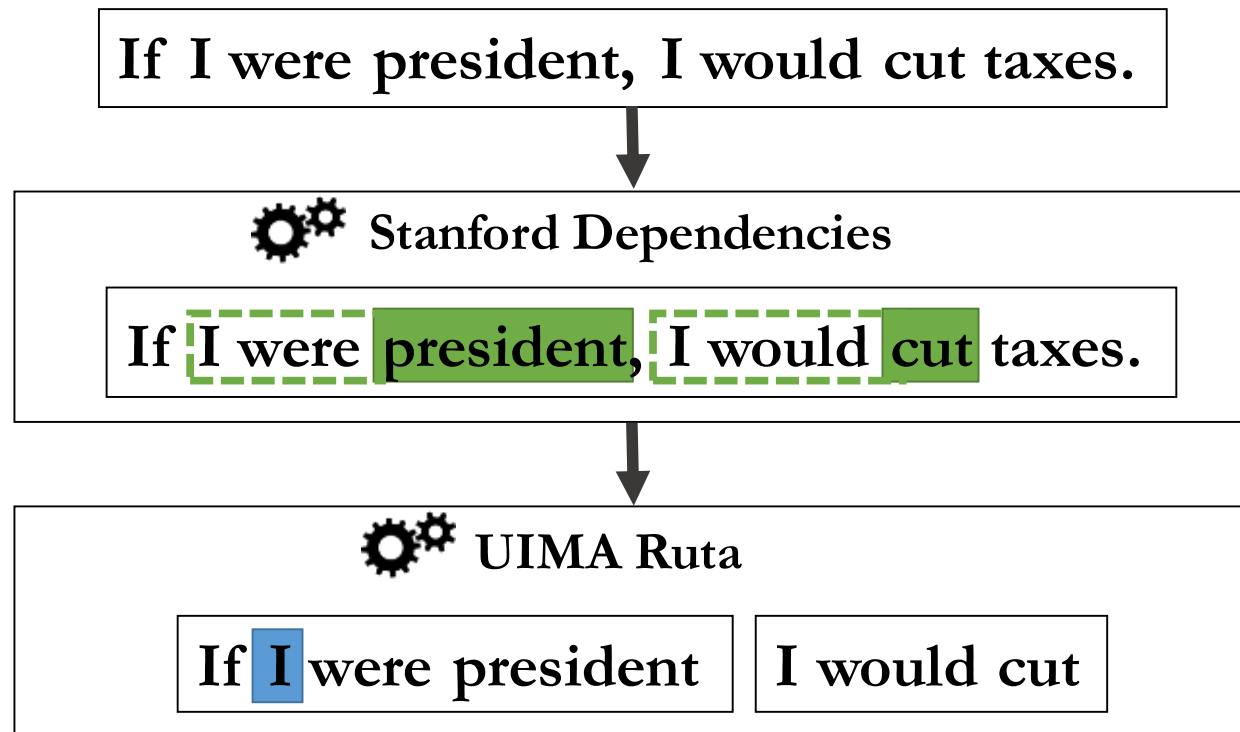 If I were president, I would cut taxes.
Stanford Dependencies
If I were president, I would cut taxes.
UIMA Ruta
If I were president
I would cut